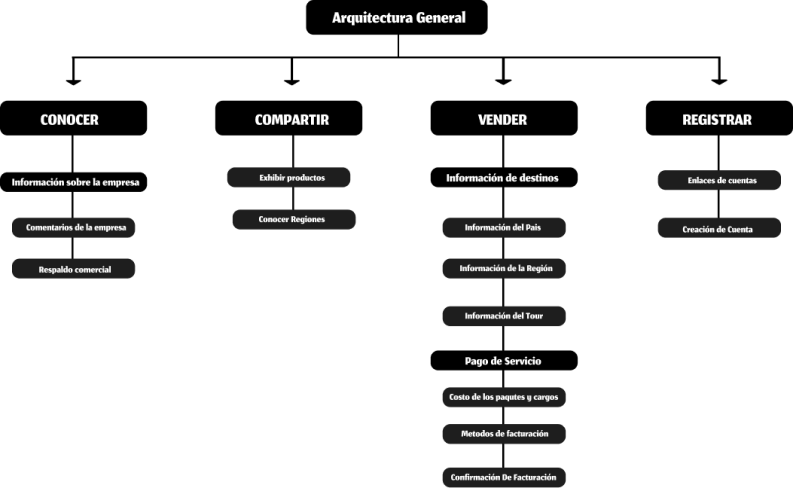 Arquitectura General
CONOCER
Información sobre la empresa
Comentarios de la empresa
Respaldo comercial
COMPARTIR
Exhibir productos
Conocer Regiones
VENDER
Información de destinos
Información del Pais
Información de la Región
Información del Tour
Pago de Servicio
Costo de los paqutes y cargos
Metodos de facturación
Confirmación De Facturación
REGISTRAR
Enlaces de cuentas
Creación de Cuenta